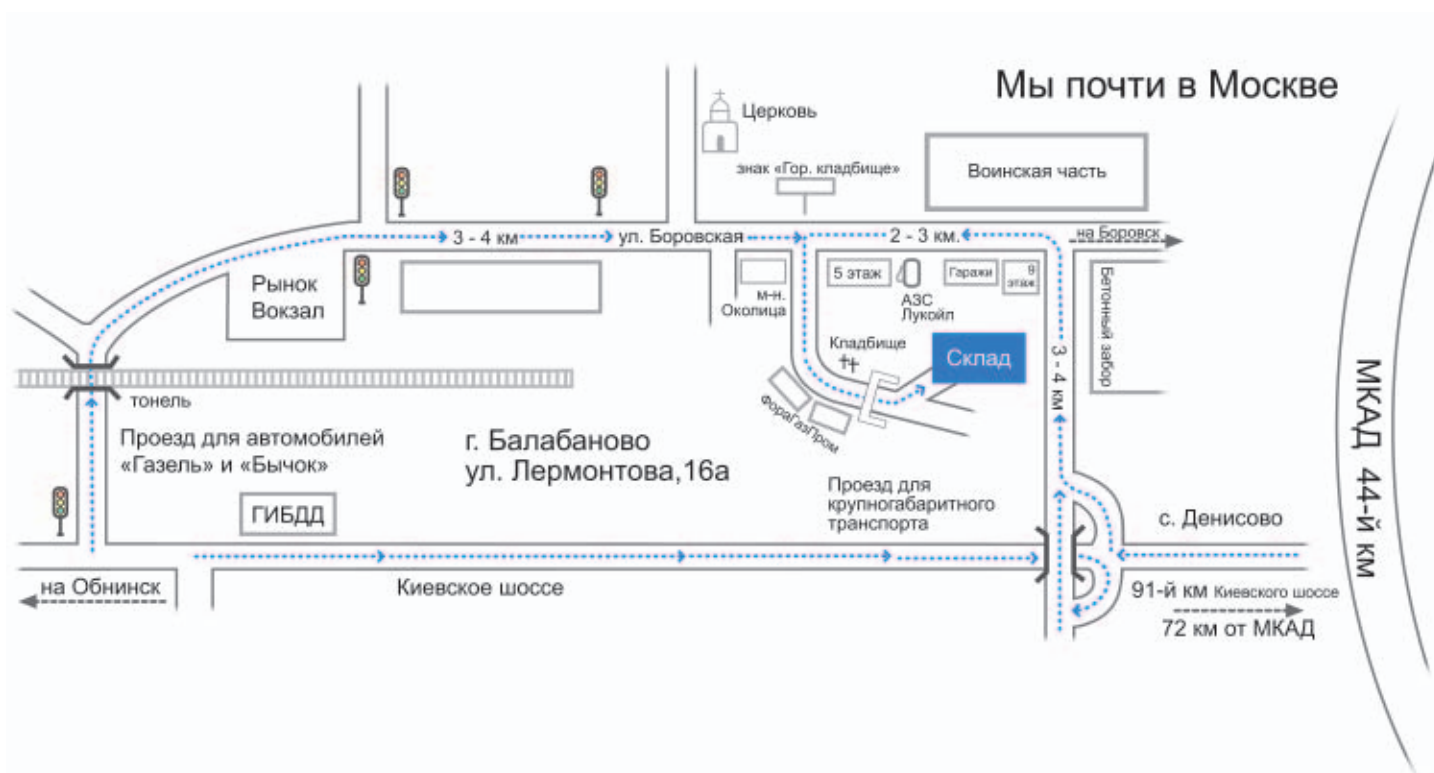 Мы почти в Москве
Церковь
знак «Гор. кладбище»
Воинская часть
3 - 4 км
ул. Боровская
2 - 3 км.
на Боровск
Рынок
Вокзал
м-н.
Околица
5 этаж
АЗС
Лукойл
Гаражи
9
этаж
Бетонный забор
Кладбище
Склад
3 - 4 км
тонель
ФораГазПром
Проезд для автомобилей
«Газель» и «Бычок»
г. Балабаново
ул. Лермонтова,16а
Проезд для
крупногабаритного
транспорта
ГИБДД
с. Денисово
МКАД 44-й км
на Обнинск
Киевское шоссе
91-й км Киевского шоссе
72 км от МКАД